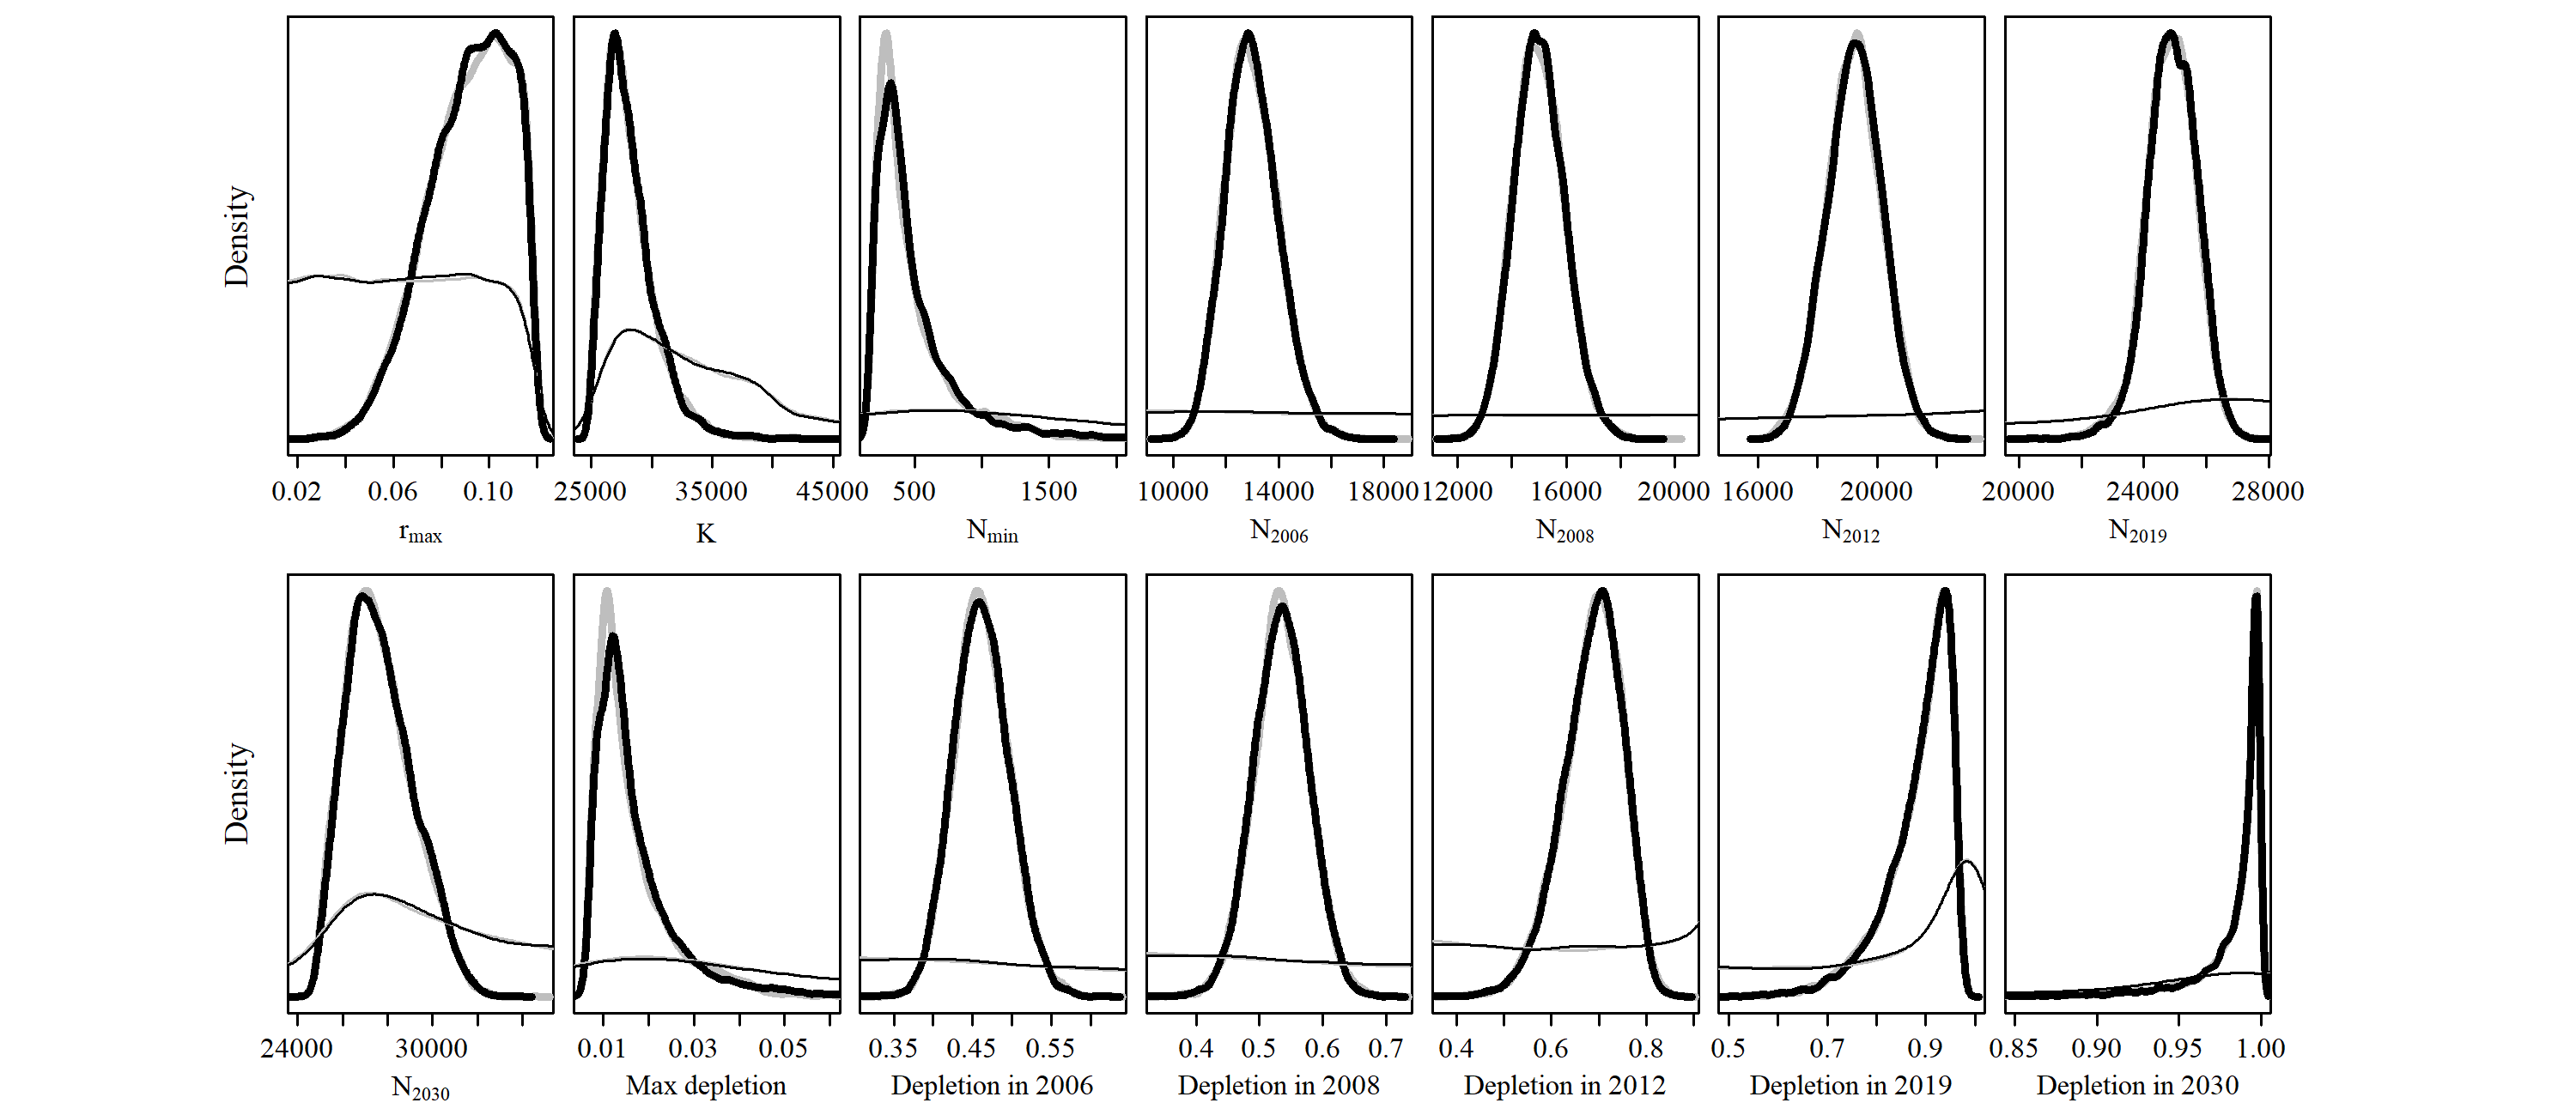 Density
0.02 0.06 0.10 25000 35000 45000 500 1500 10000 14000 18000 12000 16000 20000 16000 20000 20000 24000 28000
r_max K N_min N_2006 N_2008 N_2012 N_2019
Density
24000 30000 0.01 0.03 0.05 0.35 0.45 0.55 0.4 0.5 0.6 0.7 0.4 0.6 0.8 0.5 0.7 0.9 0.85 0.90 0.95 1.00
N_2030 Max depletion Depletion in 2006 Depletion in 2008 Depletion in 2012 Depletion in 2019 Depletion in 2030